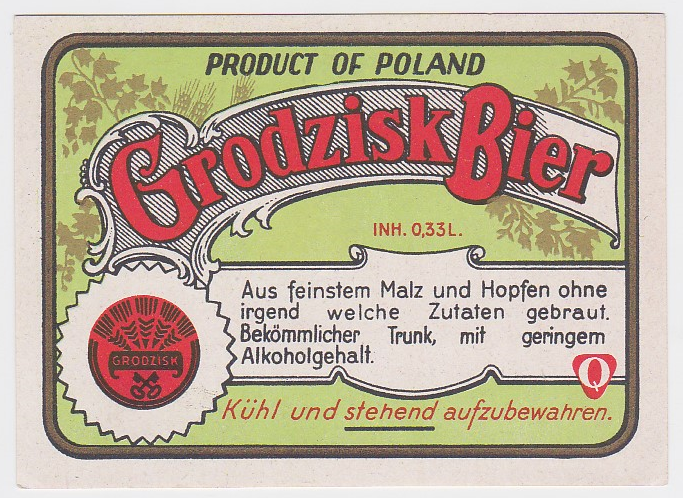 PRODUCT OF POLAND
Grodzisk Bier
INH. 0,33L.
Aus feinstem Malz und Hopfen ohne
irgend welche Zutaten gebraut.
Bekömmlicher Trunk, mit geringem
Alkoholgehalt.
GRODZISK
Q
Kühl und stehend aufzubewahren.